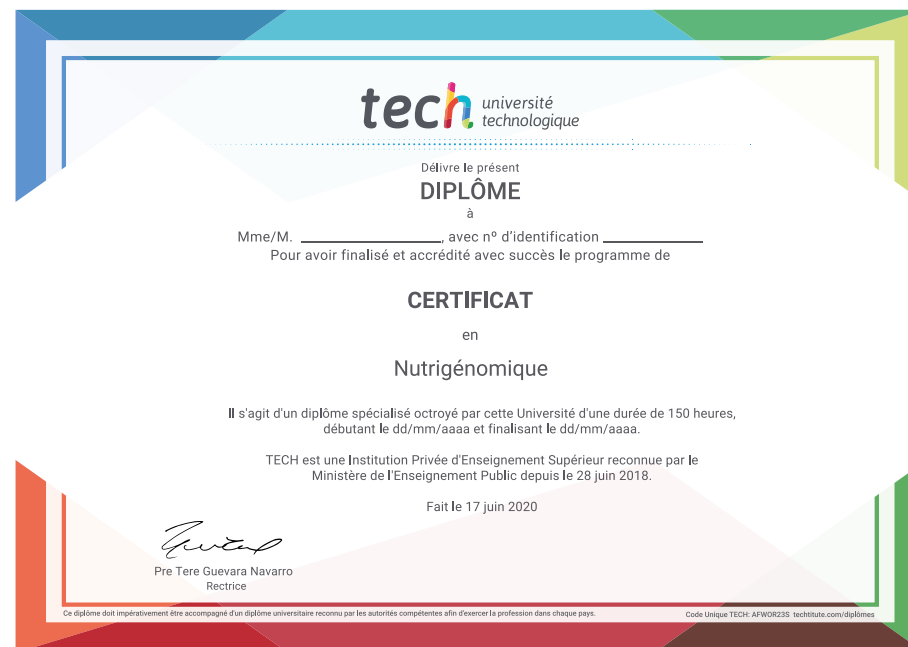 tech université
technologique
Délivre le présent
DIPLÔME
à
Mme/M. ____________________, avec nº d’identification ______________
Pour avoir finalisé et accrédité avec succès le programme de
CERTIFICAT
en
Nutrigénomique
Il s'agit d'un diplôme spécialisé octroyé par cette Université d'une durée de 150 heures,
débutant le dd/mm/aaaa et finalisant le dd/mm/aaaa.
TECH est une Institution Privée d'Enseignement Supérieur reconnue par le
Ministère de l'Enseignement Public depuis le 28 juin 2018.
Fait le 17 juin 2020
Pre Tere Guevara Navarro
Rectrice
Ce diplôme doit impérativement être accompagné d'un diplôme universitaire reconnu par les autorités compétentes afin d'exercer la profession dans chaque pays.
Code Unique TECH: AFWOR23S techtitute.com/diplômes